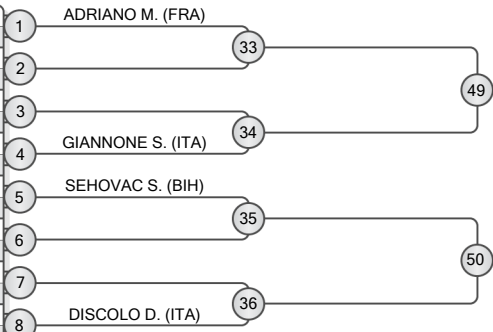 1 ADRIANO M. (FRA)
33
2
49
3
34
4 GIANNONE S. (ITA)
5 SEHOVAC S. (BIH)
35
6
50
7
36
8 DISCOLO D. (ITA)